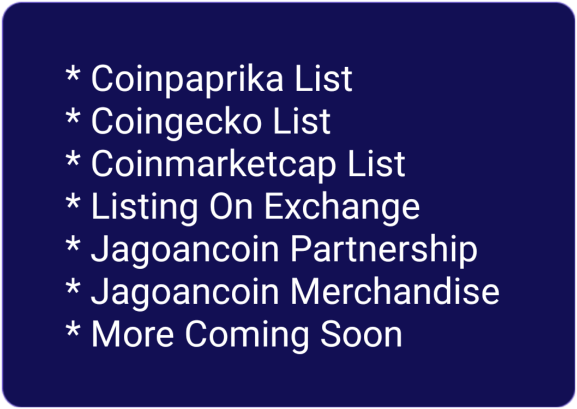 * Coinpaprika List
* Coingecko List
* Coinmarketcap List
* Listing On Exchange
* Jagoancoin Partnership
* Jagoancoin Merchandise
* More Coming Soon